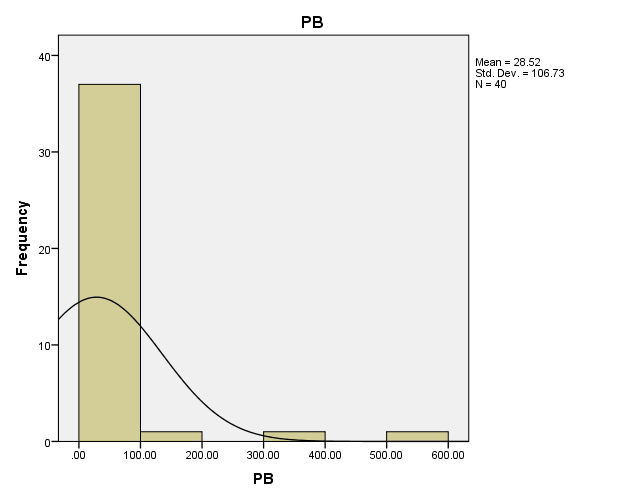 PB
Mean = 28.52
Std. Dev. = 106.73
N = 40
40
30
20
10
0
Frequency
.00 100.00 200.00 300.00 400.00 500.00 600.00
PB